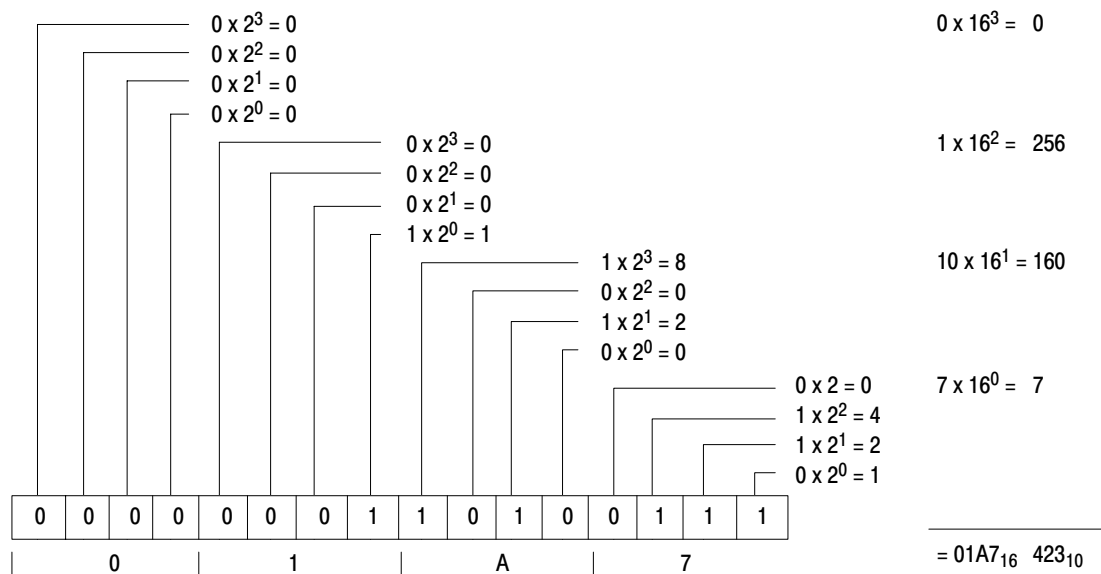 0 x 2³ = 0 0 x 16³ = 0
0 x 2² = 0
0 x 2¹ = 0
0 x 2⁰ = 0
0 x 2³ = 0 1 x 16² = 256
0 x 2² = 0
0 x 2¹ = 0
1 x 2⁰ = 1
1 x 2³ = 8 10 x 16¹ = 160
0 x 2² = 0
1 x 2¹ = 2
0 x 2⁰ = 0
0 x 2 = 0 7 x 16⁰ = 7
1 x 2² = 4
1 x 2¹ = 2
0 x 2⁰ = 1
0 0 0 0 0 0 0 1 1 0 1 0 0 1 1 1
0 1 A 7 = 01A7₁₆ 423₁₀